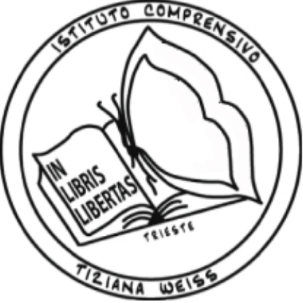 ISTITUTO COMPRENSIVO
IN
LIBRIS
LIBERTAS
TRIESTE
TIZIANA WEISS